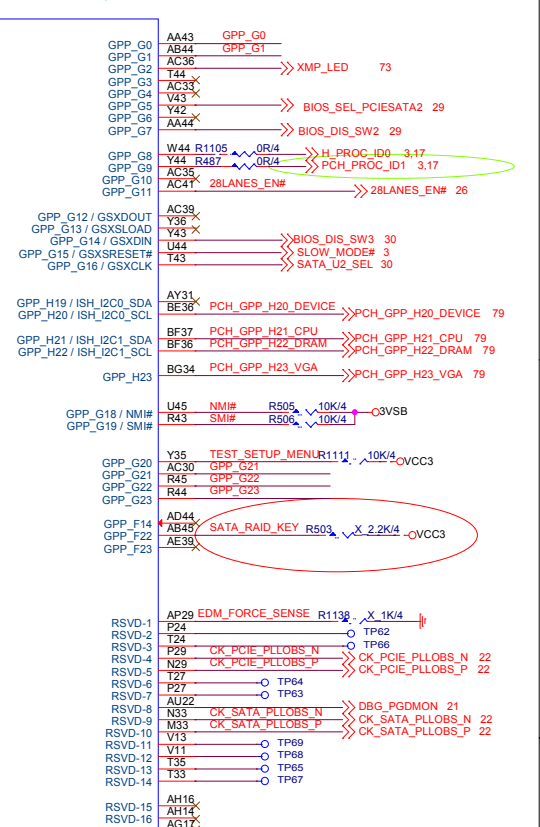 GPP_G0 AA43 GPP_G0
GPP_G1 AB44 GPP_G1
GPP_G2 AC36 XMP_LED 73
GPP_G3 T44
GPP_G4 AC33
GPP_G5 V43 BIOS_SEL_PCIESATA2 29
GPP_G6 Y42
GPP_G7 AA44 BIOS_DIS_SW2 29
GPP_G8 W44 R1105 0R/4 H_PROC_ID0 3,17
GPP_G9 Y44 R487 0R/4 PCH_PROC_ID1 3,17
GPP_G10 AC35
GPP_G11 AC41 28LANES_EN# 28LANES_EN# 26
GPP_G12 / GSXDOUT AC39
GPP_G13 / GSXSLOAD Y36
GPP_G14 / GSXDIN Y43 BIOS_DIS_SW3 30
GPP_G15 / GSXSRESET# U44 SLOW_MODE# 3
GPP_G16 / GSXCLK T43 SATA_U2_SEL 30
GPP_H19 / ISH_I2C0_SDA AY31
GPP_H20 / ISH_I2C0_SCL BE36 PCH_GPP_H20_DEVICE PCH_GPP_H20_DEVICE 79
GPP_H21 / ISH_I2C1_SDA BF37 PCH_GPP_H21_CPU PCH_GPP_H21_CPU 79
GPP_H22 / ISH_I2C1_SCL BF36 PCH_GPP_H22_DRAM PCH_GPP_H22_DRAM 79
GPP_H23 BG34 PCH_GPP_H23_VGA PCH_GPP_H23_VGA 79
GPP_G18 / NMI# U45 NMI# R505 10K/4 3VSB
GPP_G19 / SMI# R43 SMI# R506 10K/4
GPP_G20 Y35 TEST_SETUP_MENU R1111 10K/4 VCC3
GPP_G21 AC30 GPP_G21
GPP_G22 R45 GPP_G22
GPP_G23 R44 GPP_G23
GPP_F14 AD44
GPP_F22 AB45 SATA_RAID_KEY R503 X_2.2K/4 VCC3
GPP_F23 AE39
RSVD-1 AP29 EDM_FORCE_SENSE R1138 X_1K/4
RSVD-2 P24 TP62
RSVD-3 T24 TP66
RSVD-4 P29 CK_PCIE_PLLOBS_N CK_PCIE_PLLOBS_N 22
RSVD-5 N29 CK_PCIE_PLLOBS_P CK_PCIE_PLLOBS_P 22
RSVD-6 T27 TP64
RSVD-7 P27 TP63
RSVD-8 AU22 DBG_PGDMON 21
RSVD-9 N33 CK_SATA_PLLOBS_N CK_SATA_PLLOBS_N 22
RSVD-10 M33 CK_SATA_PLLOBS_P CK_SATA_PLLOBS_P 22
RSVD-11 V13 TP69
RSVD-12 V11 TP68
RSVD-13 T35 TP65
RSVD-14 T33 TP67
RSVD-15 AH16
RSVD-16 AH14
AG17